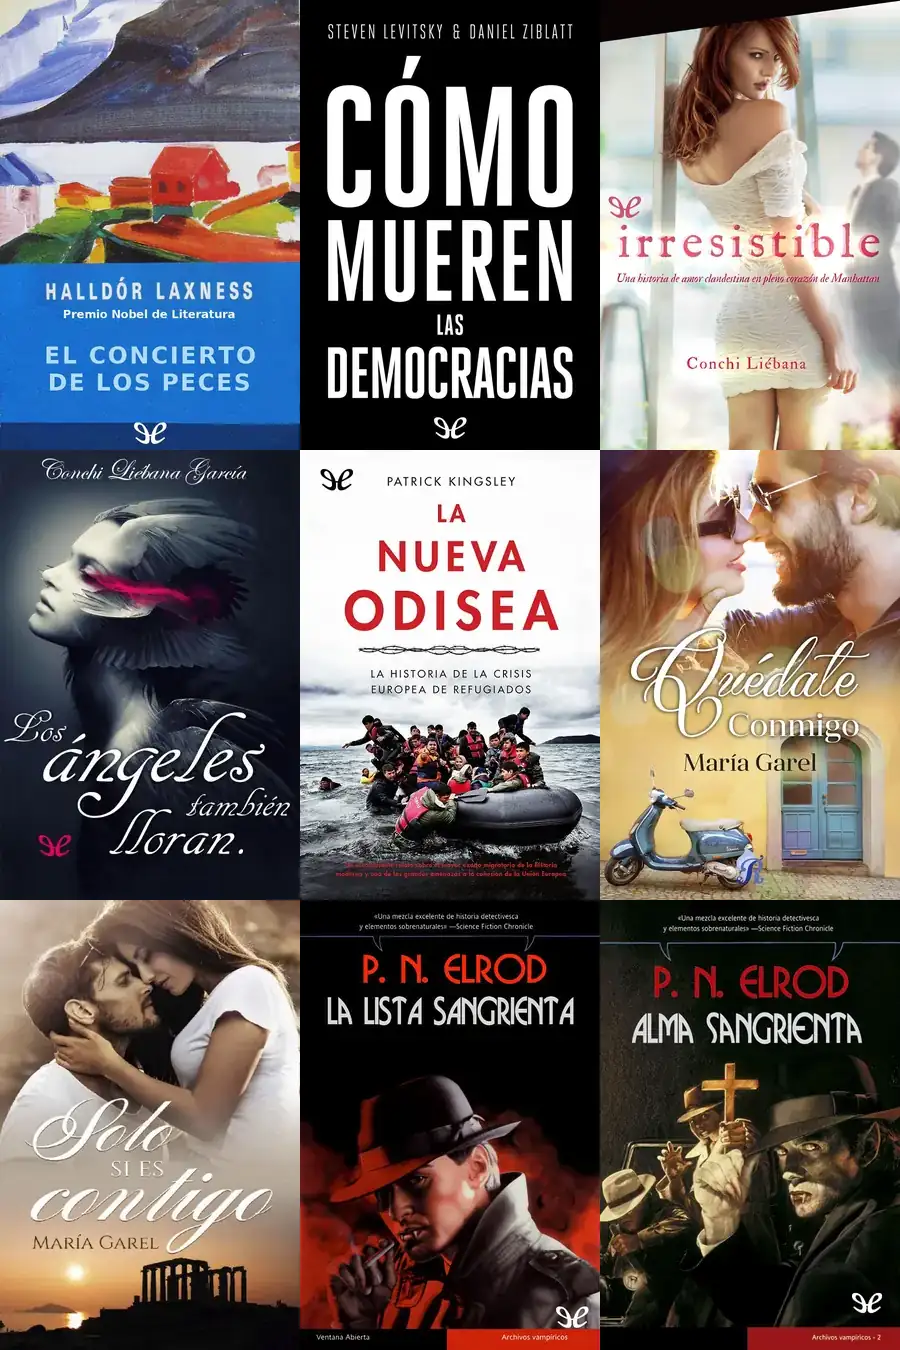 HALLDÓR LAXNESS
Premio Nobel de Literatura
EL CONCIERTO
DE LOS PECES
STEVEN LEVITSKY & DANIEL ZIBLATT
CÓMO
MUEREN
LAS
DEMOCRACIAS
irresistible
Una historia de amor clandestina en pleno corazón de Manhattan
Conchi Liébana
Conchi Liébana García
Los
ángeles
también
lloran.
PATRICK KINGSLEY
LA
NUEVA
ODISEA
LA HISTORIA DE LA CRISIS
EUROPEA DE REFUGIADOS
Quédate
Conmigo
María Garel
Solo
SI ES
contigo
MARÍA GAREL
«Una mezcla excelente de historia detectivesca
y elementos sobrenaturales» —Science Fiction Chronicle
P. N. ELROD
LA LISTA SANGRIENTA
Ventana Abierta
Archivos vampíricos
«Una mezcla excelente de historia detectivesca
y elementos sobrenaturales» —Science Fiction Chronicle
P. N. ELROD
ALMA SANGRIENTA
Archivos vampíricos - 2